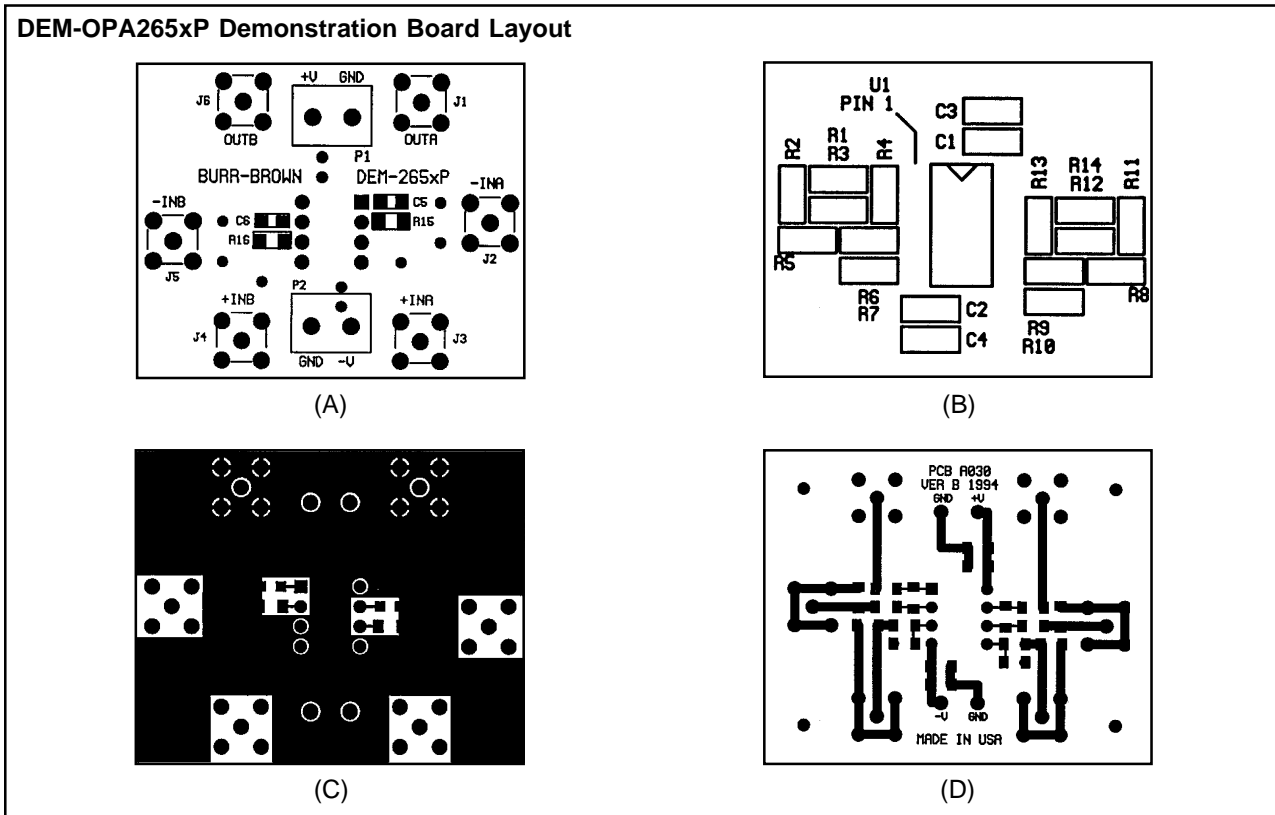 DEM-OPA265xP Demonstration Board Layout
+V GND
J6 J1
OUTB OUTA
P1
BURR-BROWN DEM-265xP
-INB -INA
C6 C5
R16 R15
J5 J2
P2
+INB +INA
J4 J3
GND -V
(A)
U1
PIN 1
C3
C1
R2 R1 R4
R3
R13 R14 R11
R12
R5
R6
R7
R8
R9
R10
C2
C4
(B)
(C)
PCB A030
VER B 1994
GND +V
-V GND
MADE IN USA
(D)